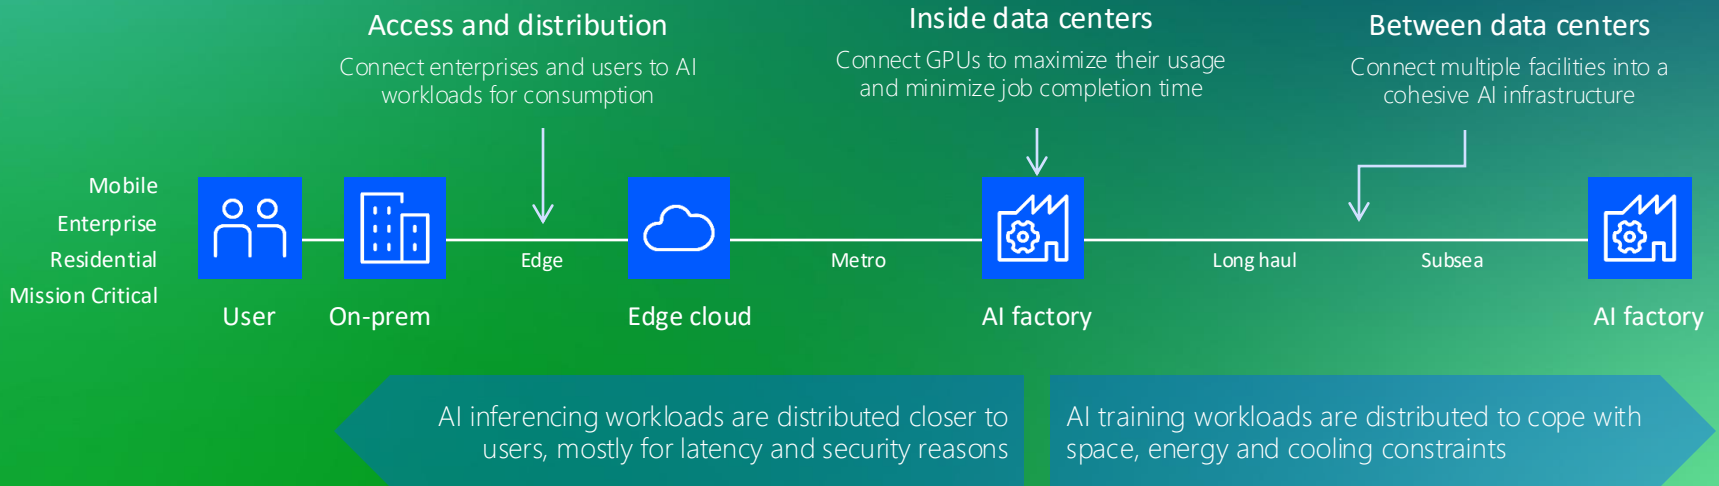 Access and distribution
Connect enterprises and users to AI
workloads for consumption
Inside data centers
Connect GPUs to maximize their usage
and minimize job completion time
Between data centers
Connect multiple facilities into a
cohesive AI infrastructure
Mobile
Enterprise
Residential
Mission Critical
Edge
Metro
Long haul
Subsea
User
On-prem
Edge cloud
AI factory
AI factory
AI inferencing workloads are distributed closer to
users, mostly for latency and security reasons
AI training workloads are distributed to cope with
space, energy and cooling constraints